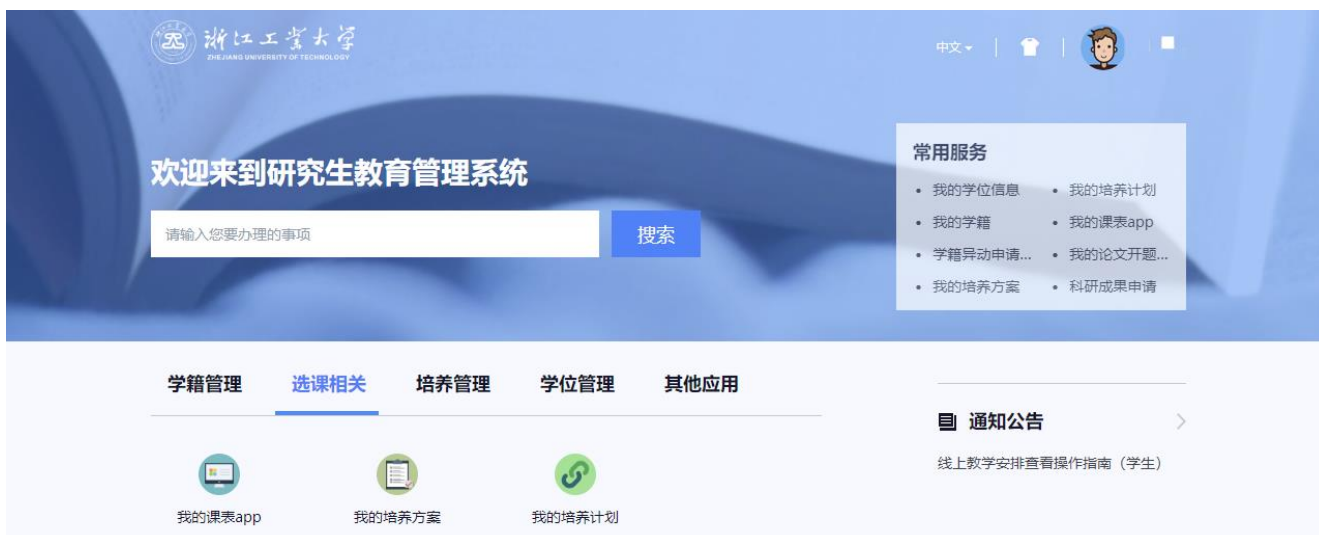 浙江工业大学
ZHEJIANG UNIVERSITY OF TECHNOLOGY
中文
欢迎来到研究生教育管理系统
请输入您要办理的事项
搜索
常用服务
• 我的学位信息 • 我的培养计划
• 我的学籍 • 我的课表app
• 学籍异动申请... • 我的论文开题...
• 我的培养方案 • 科研成果申请
学籍管理 选课相关 培养管理 学位管理 其他应用
我的课表app 我的培养方案 我的培养计划
通知公告
线上教学安排查看操作指南（学生）